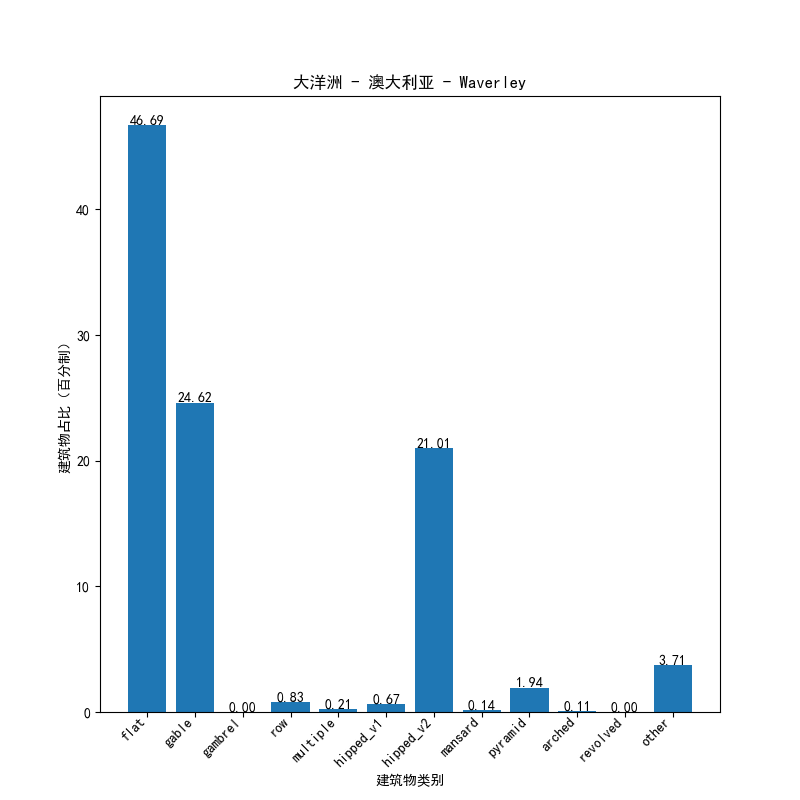 大洋洲 - 澳大利亚 - Waverley
建筑物占比（百分制）
40
30
20
10
0
46.69
24.62
0.00
0.83
0.21
0.67
21.01
0.14
1.94
0.11
0.00
3.71
flat
gable
gambrel
row
multiple
hipped_v1
hipped_v2
mansard
pyramid
arched
revolved
other
建筑物类别